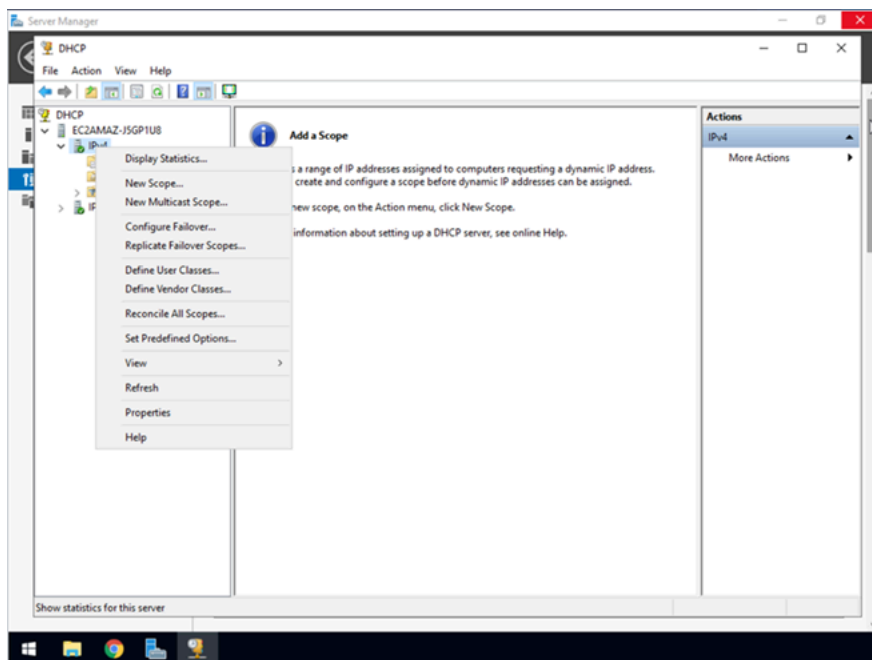 Server Manager
DHCP
File Action View Help
DHCP
EC2AMAZ-J5GP1U8
IPv4
IP
Display Statistics...
New Scope...
New Multicast Scope...
Configure Failover...
Replicate Failover Scopes...
Define User Classes...
Define Vendor Classes...
Reconcile All Scopes...
Set Predefined Options...
View
Refresh
Properties
Help
Add a Scope
s a range of IP addresses assigned to computers requesting a dynamic IP address.
create and configure a scope before dynamic IP addresses can be assigned.
new scope, on the Action menu, click New Scope.
information about setting up a DHCP server, see online Help.
Actions
IPv4
More Actions
Show statistics for this server